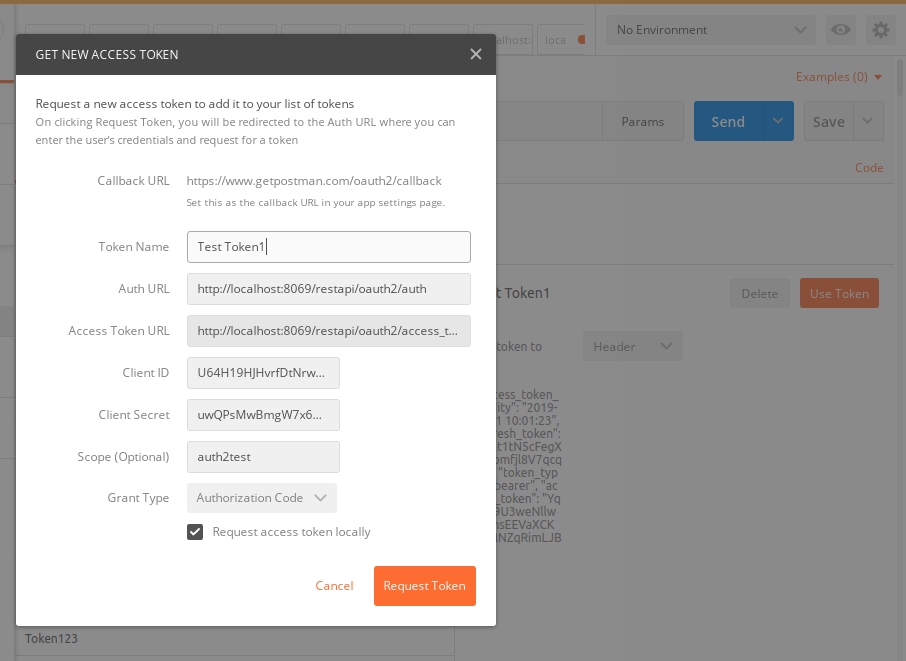 alhost:
loca
No Environment
GET NEW ACCESS TOKEN
Examples (0)
Request a new access token to add it to your list of tokens
On clicking Request Token, you will be redirected to the Auth URL where you can
enter the user's credentials and request for a token
Params
Send
Save
Code
Callback URL
https://www.getpostman.com/oauth2/callback
Set this as the callback URL in your app settings page.
Token Name
Test Token1
Auth URL
http://localhost:8069/restapi/oauth2/auth
t Token1
Delete
Use Token
Access Token URL
http://localhost:8069/restapi/oauth2/access_t...
token to
Header
Client ID
U64H19HJHvrfDtNrw...
Client Secret
uwQPsMwBmgW7x6...
Scope (Optional)
auth2test
Grant Type
Authorization Code
Request access token locally
cess_token_
ity": "2019-
1 10:01:23",
esh_token":
t1tN5cFegX
omfjl8V7qcq
"token_typ
bearer", "ac
_token": "Yq
9U3weNllw
nsEEVaXCK
NZqRimLJB
Cancel
Request Token
Token123